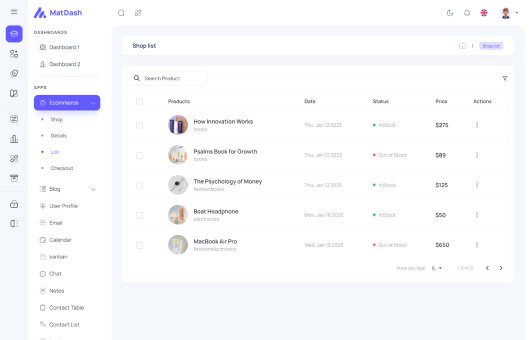 MatDash
DASHBOARDS
Dashboard 1
Dashboard 2
APPS
Ecommerce
Shop
Details
List
Checkout
Blog
User Profile
Email
Calendar
kanban
Chat
Notes
Contact Table
Contact List
Shop list
/
Shop list
Search Product
Products Date Status Price Actions
How Innovation Works
books
Thu, Jan 12 2023 InStock $275
Psalms Book for Growth
books
Thu, Jan 12 2023 Out of Stock $89
The Psychology of Money
fashionbooks
Thu, Jan 12 2023 InStock $125
Boat Headphone
electronics
Mon, Jan 16 2023 InStock $50
MacBook Air Pro
fashionelectronics
Wed, Jan 18 2023 Out of Stock $650
Rows per page: 5